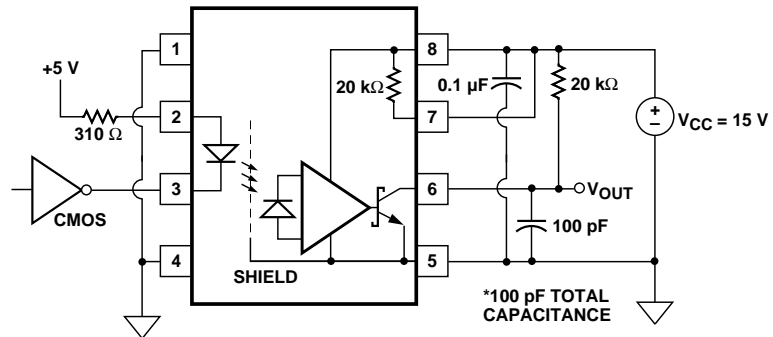 +5 V
310 Ω
CMOS
1
2
3
4
SHIELD
20 kΩ
8
7
6
5
0.1 µF
20 kΩ
VCC = 15 V
VOUT
100 pF
*100 pF TOTAL
CAPACITANCE